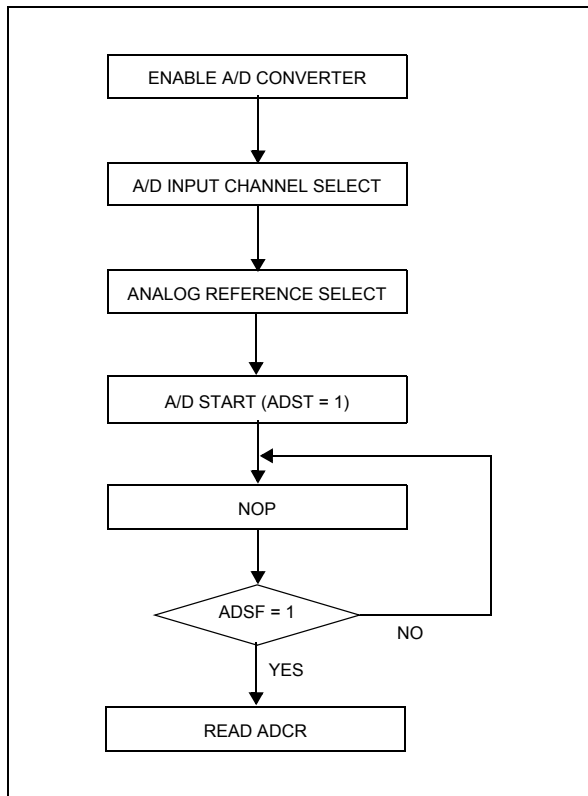 ENABLE A/D CONVERTER
A/D INPUT CHANNEL SELECT
ANALOG REFERENCE SELECT
A/D START (ADST = 1)
NOP
ADSF = 1
NO
YES
READ ADCR